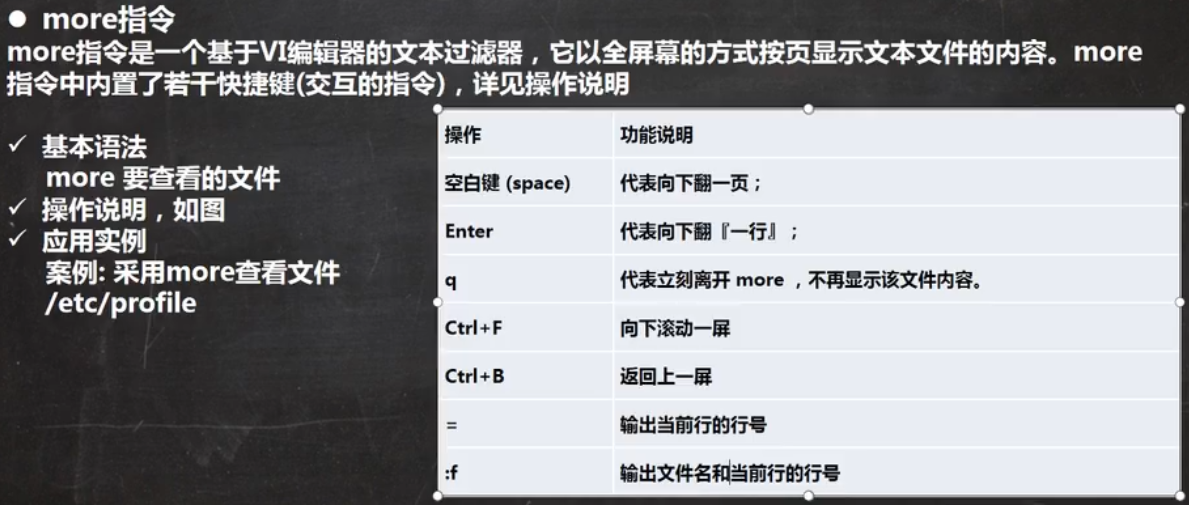 ● more指令
more指令是一个基于VI编辑器的文本过滤器，它以全屏幕的方式按页显示文本文件的内容。more
指令中内置了若干快捷键(交互的指令)，详见操作说明
✓ 基本语法
more 要查看的文件
✓ 操作说明，如图
✓ 应用实例
案例: 采用more查看文件
/etc/profile
操作 功能说明
空白键 (space) 代表向下翻一页；
Enter 代表向下翻『一行』；
q 代表立刻离开 more ，不再显示该文件内容。
Ctrl+F 向下滚动一屏
Ctrl+B 返回上一屏
= 输出当前行的行号
:f 输出文件名和当前行的行号